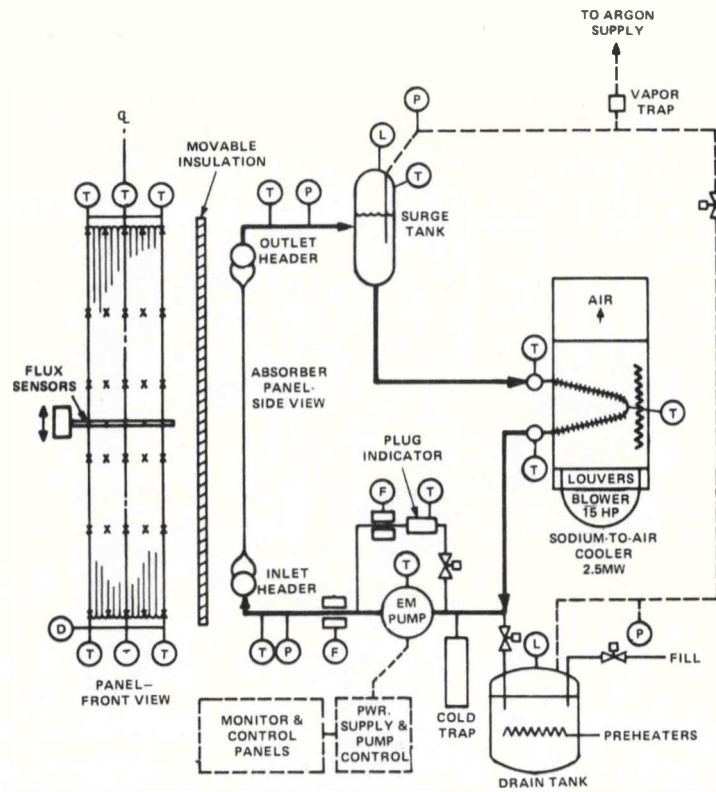 TO ARGON
SUPPLY
VAPOR
TRAP
P
L
T
SURGE
TANK
℄
MOVABLE
INSULATION
T
T
T
T
P
OUTLET
HEADER
AIR
T
T
T
FLUX
SENSORS
ABSORBER
PANEL-
SIDE VIEW
PLUG
INDICATOR
F
T
LOUVERS
BLOWER
15 HP
SODIUM-TO-AIR
COOLER
2.5MW
INLET
HEADER
T
EM
PUMP
D
T
T
T
T
P
F
PANEL–
FRONT VIEW
COLD
TRAP
L
P
FILL
PREHEATERS
DRAIN TANK
MONITOR &
CONTROL
PANELS
PWR.
SUPPLY &
PUMP
CONTROL